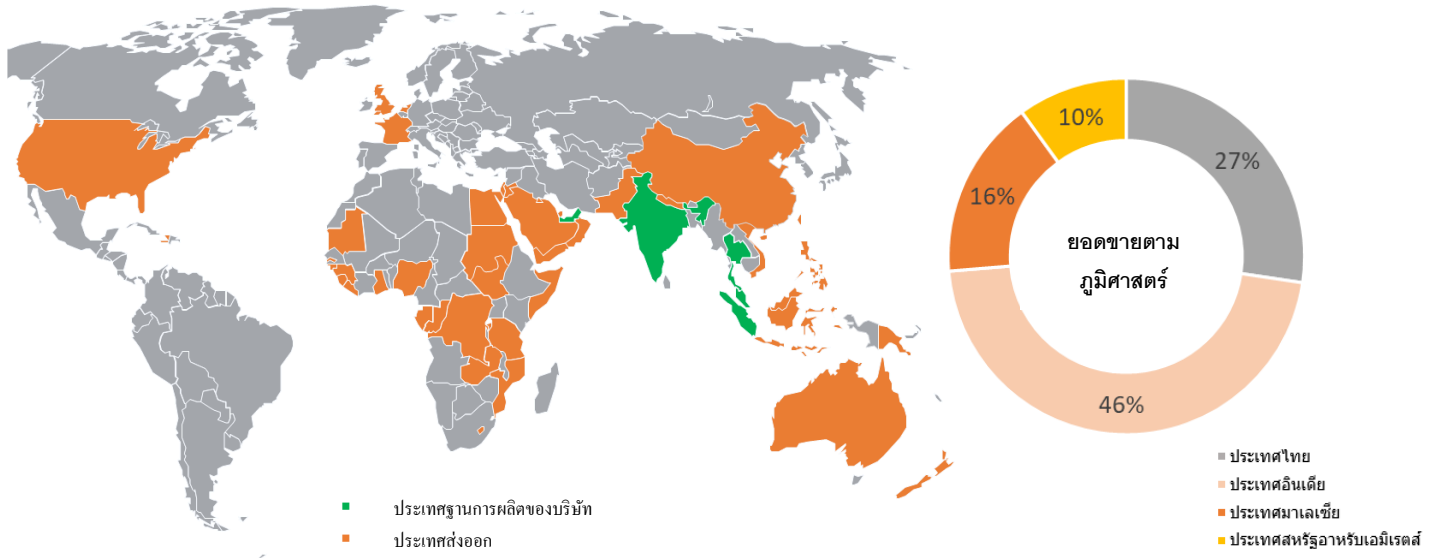 10%
27%
16%
ยอดขายตาม
ภูมิศาสตร์
46%
ประเทศไทย
ประเทศอินเดีย
ประเทศมาเลเซีย
ประเทศสหรัฐอาหรับเอมิเรตส์
ประเทศฐานการผลิตของบริษัท
ประเทศส่งออก